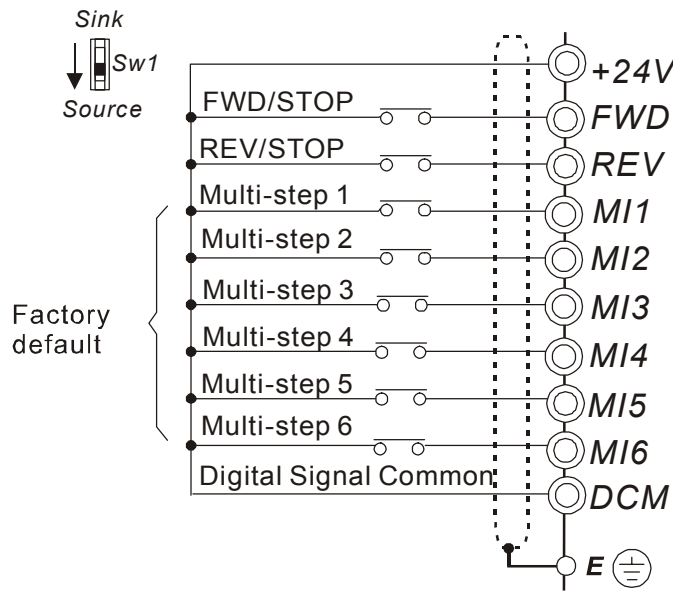 Sink
Sw1
Source
+24V
FWD/STOP
FWD
REV/STOP
REV
Multi-step 1
MI1
Multi-step 2
MI2
Multi-step 3
MI3
Factory
default
Multi-step 4
MI4
Multi-step 5
MI5
Multi-step 6
MI6
Digital Signal Common
DCM
E